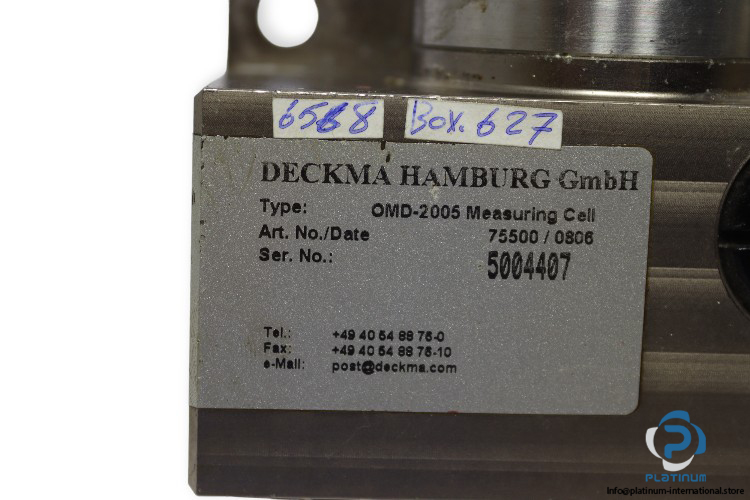 6568 Box. 627
DECKMA HAMBURG GmbH
Type: OMD-2005 Measuring Cell
Art. No./Date 75500 / 0806
Ser. No.: 5004407
Tel.: +49 40 54 88 76-0
Fax: +49 40 54 88 76-10
e-Mail: post@deckma.com
PLATINUM
Info@platinum-international.store